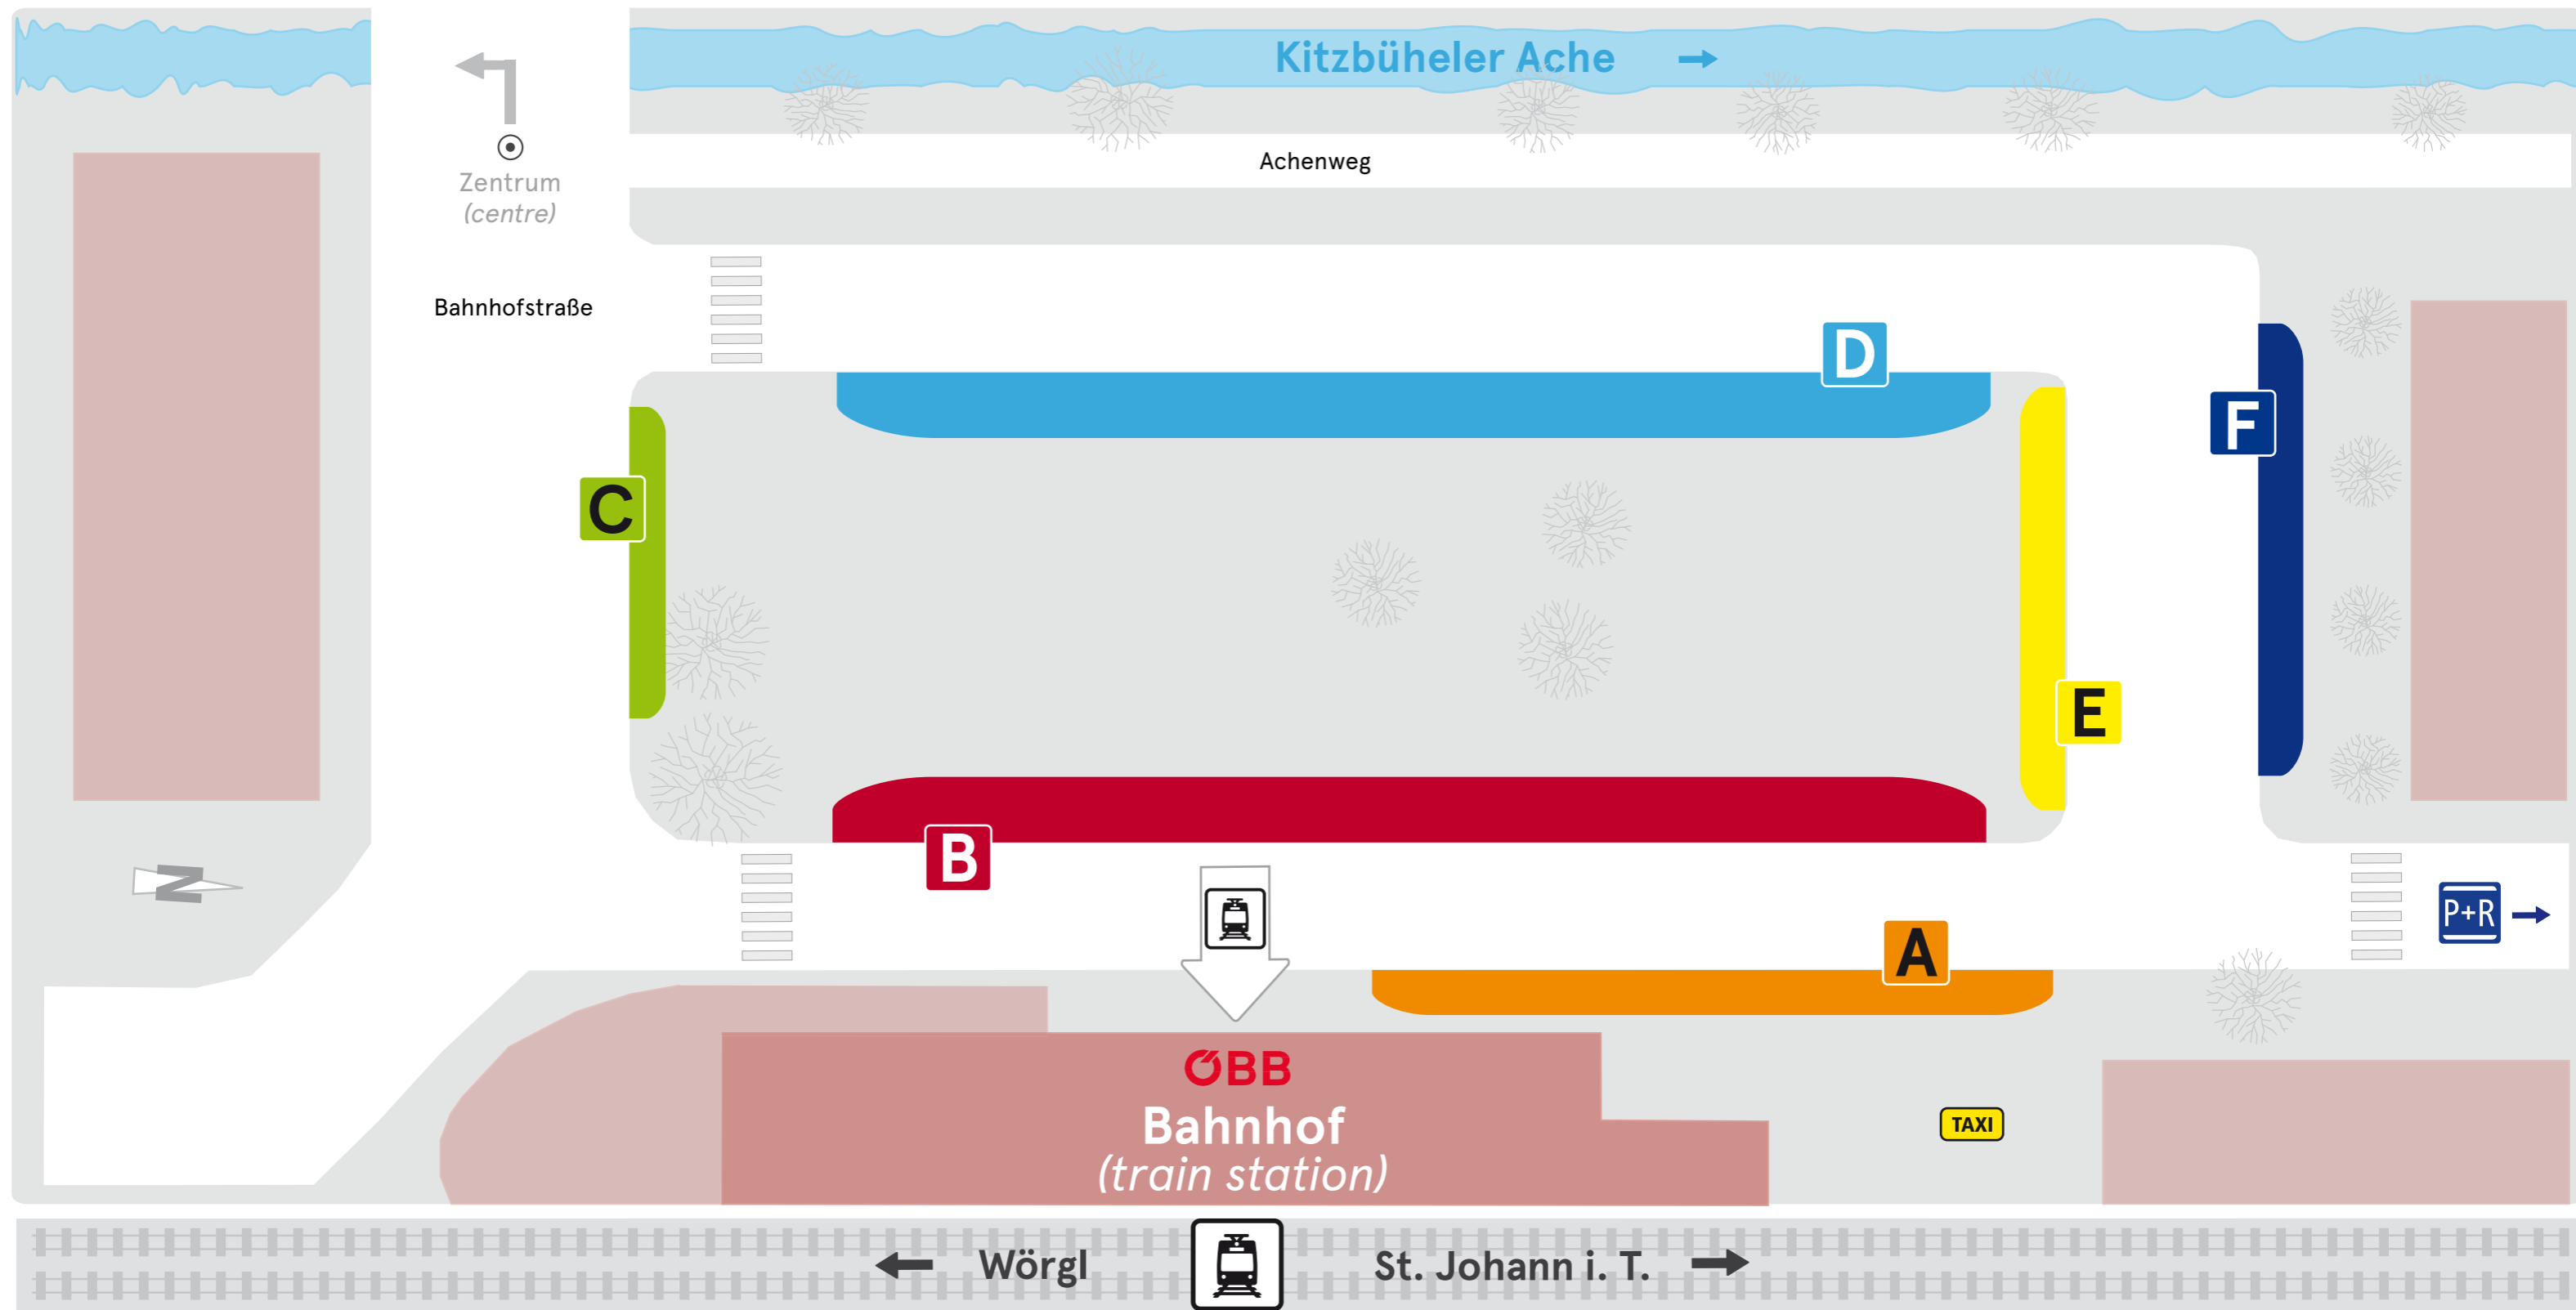 Kitzbüheler Ache
Achenweg
Zentrum
(centre)
Bahnhofstraße
D
F
C
E
B
N
P+R
A
ÖBB
Bahnhof
(train station)
TAXI
Wörgl
St. Johann i. T.